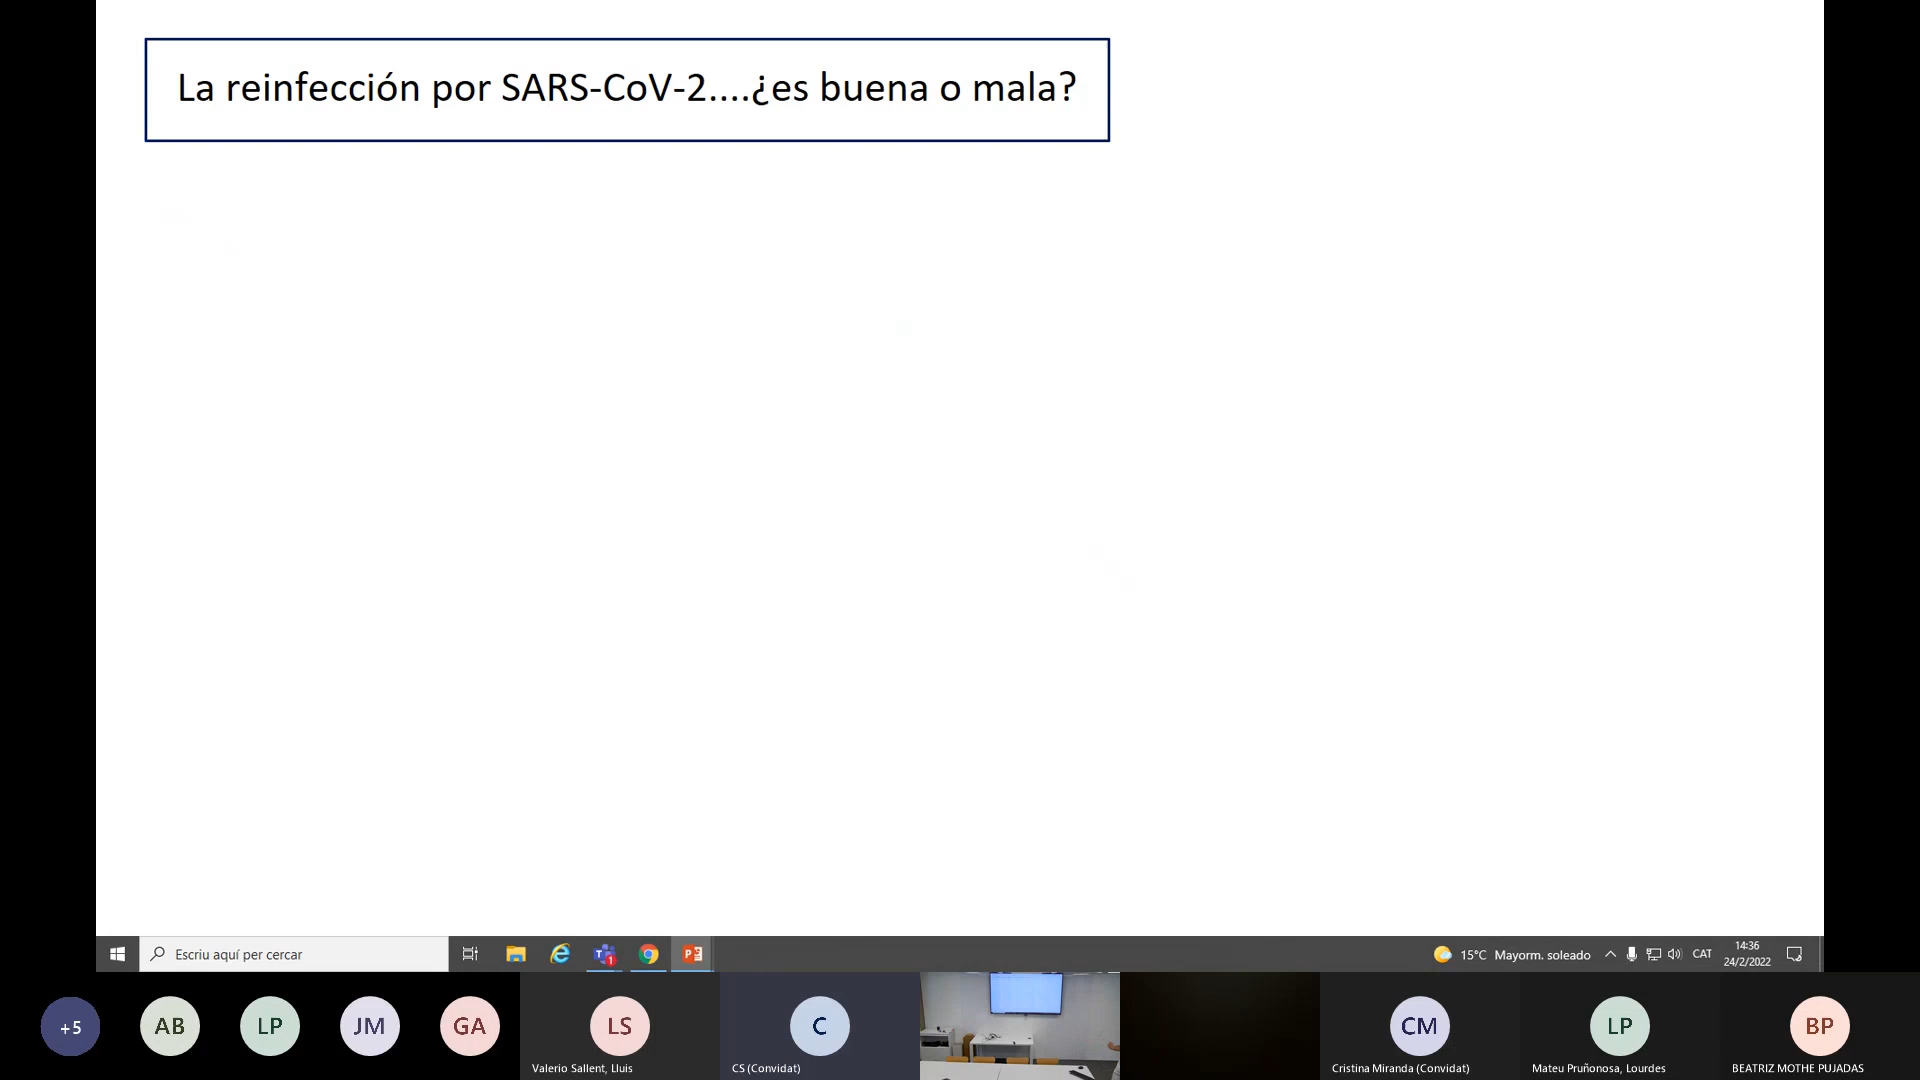 La reinfección por SARS-CoV-2....¿es buena o mala?
Escriu aquí per cercar
1
15°C Mayorm. soleado
CAT
14:36
24/2/2022
+5
AB
LP
JM
GA
LS
Valerio Sallent, Lluis
C
CS (Convidat)
CM
Cristina Miranda (Convidat)
LP
Mateu Pruñonosa, Lourdes
BP
BEATRIZ MOTHE PUJADAS